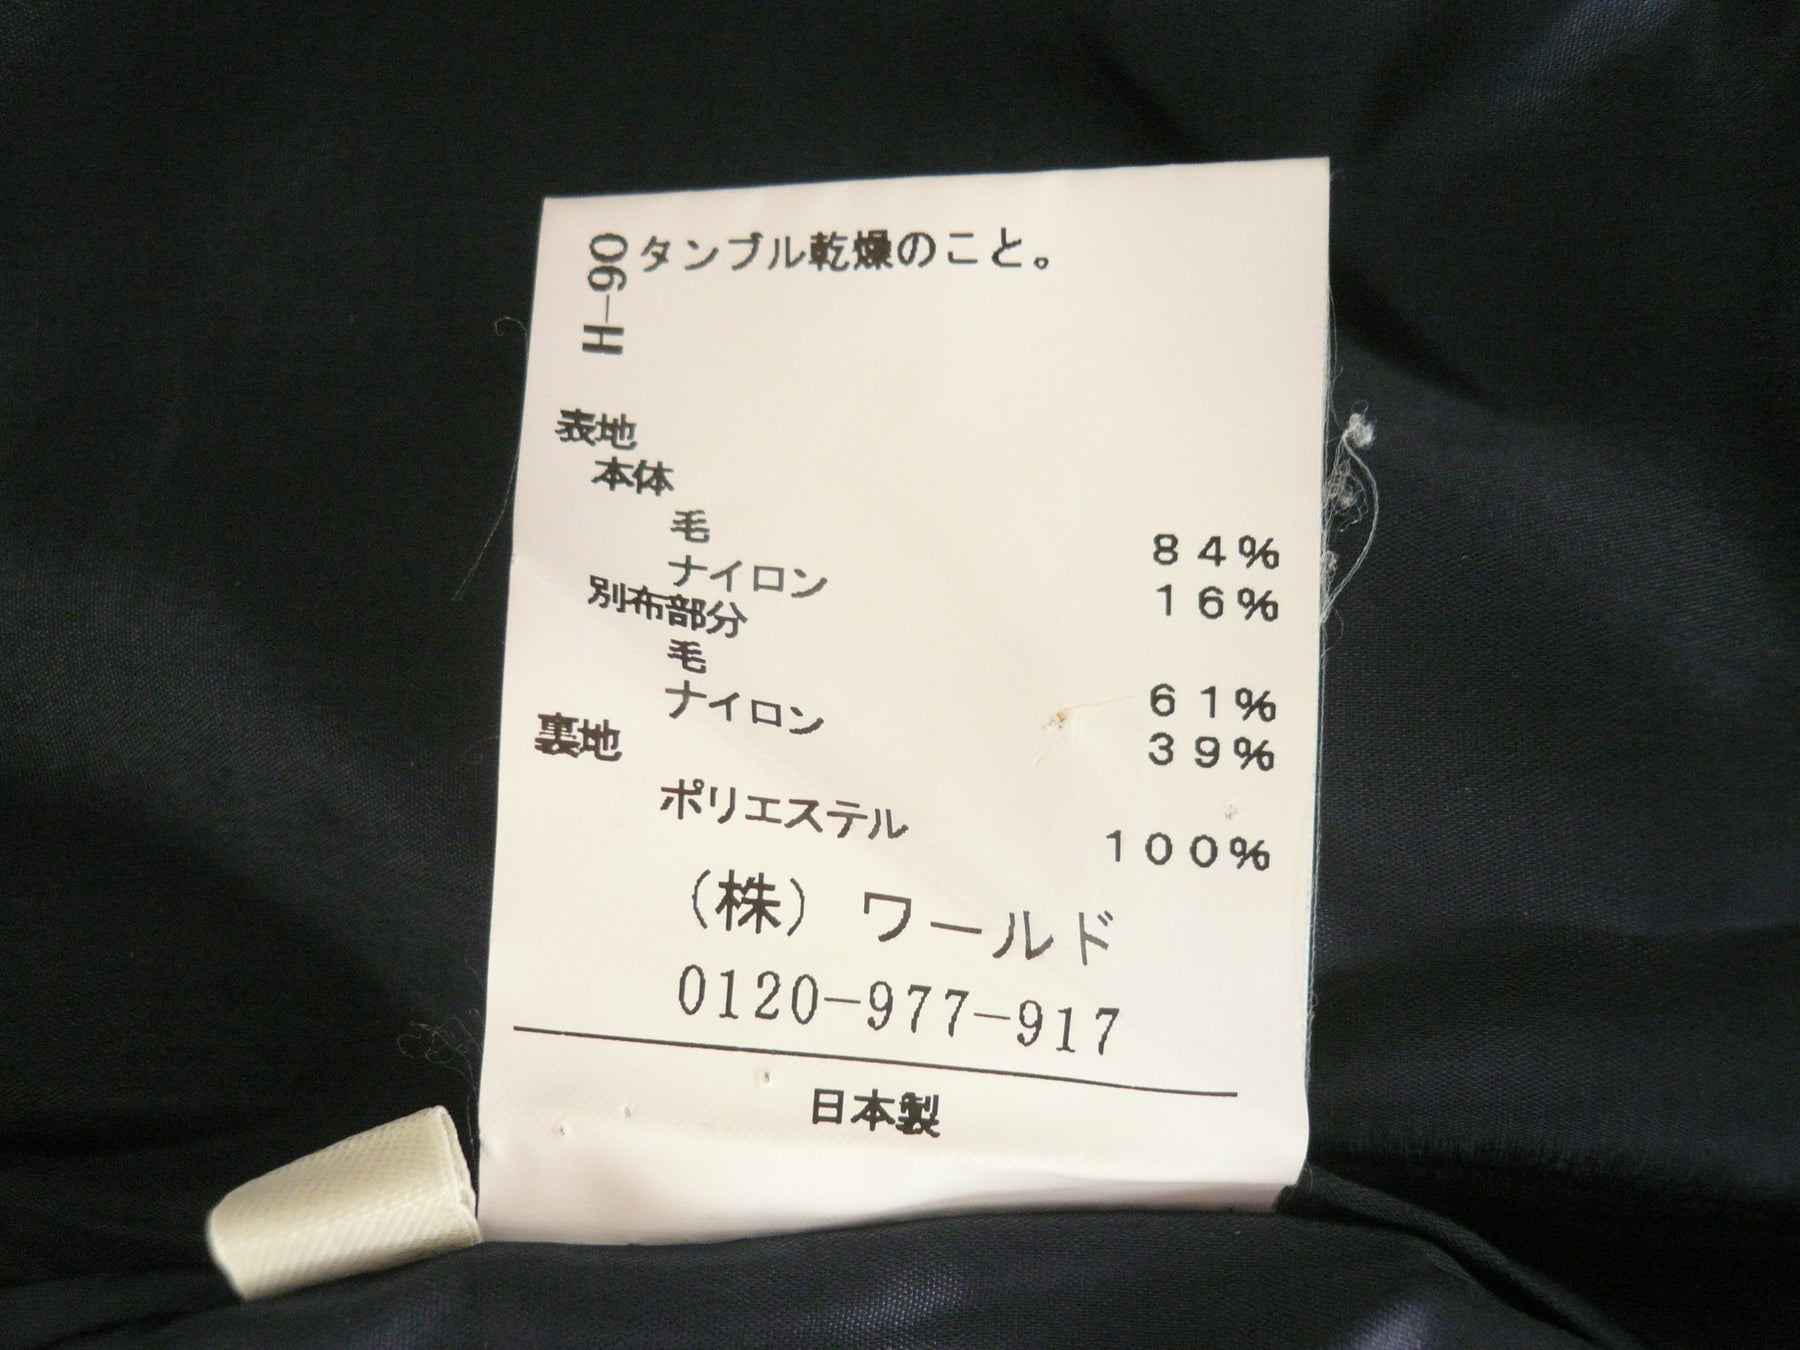 H-90
タンブル乾燥のこと。
表地
本体
毛 84%
ナイロン 16%
別布部分
毛 61%
ナイロン 39%
裏地
ポリエステル 100%
(株) ワールド
0120-977-917
日本製